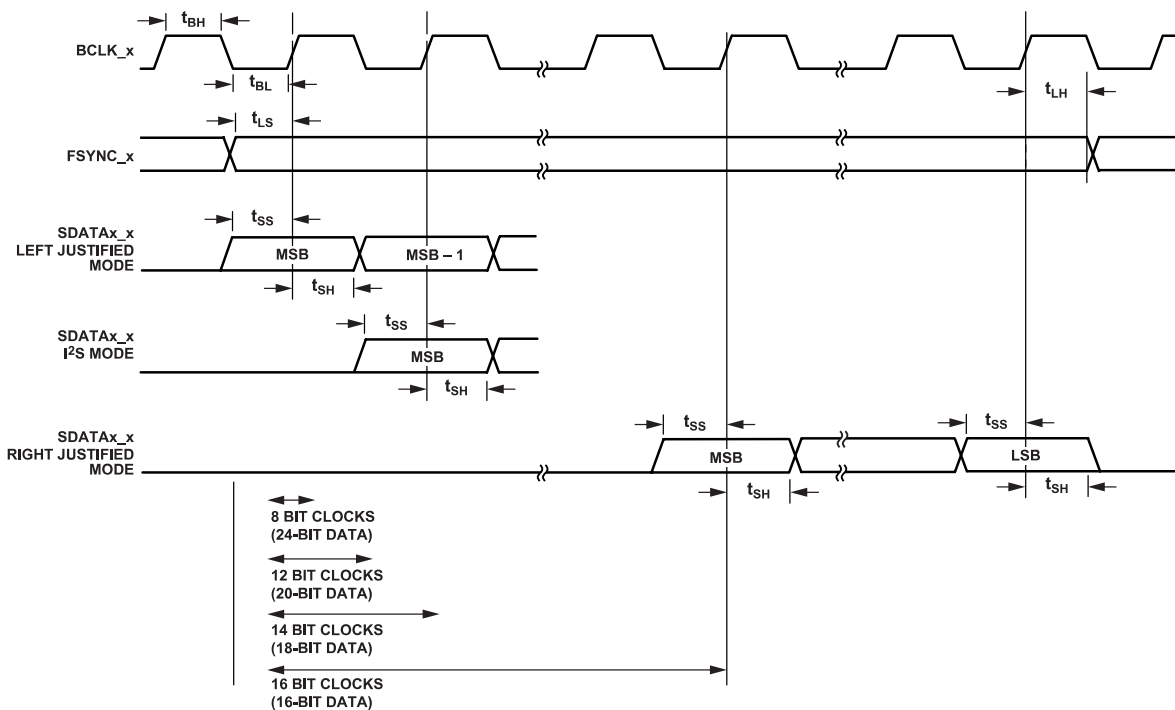 tBH
BCLK_x
tBL
tLH
tLS
FSYNC_x
tSS
SDATAx_x
LEFT JUSTIFIED
MODE
MSB
MSB – 1
tSH
tSS
SDATAx_x
I²S MODE
MSB
tSH
tSS
tSS
SDATAx_x
RIGHT JUSTIFIED
MODE
MSB
LSB
tSH
tSH
8 BIT CLOCKS
(24-BIT DATA)
12 BIT CLOCKS
(20-BIT DATA)
14 BIT CLOCKS
(18-BIT DATA)
16 BIT CLOCKS
(16-BIT DATA)